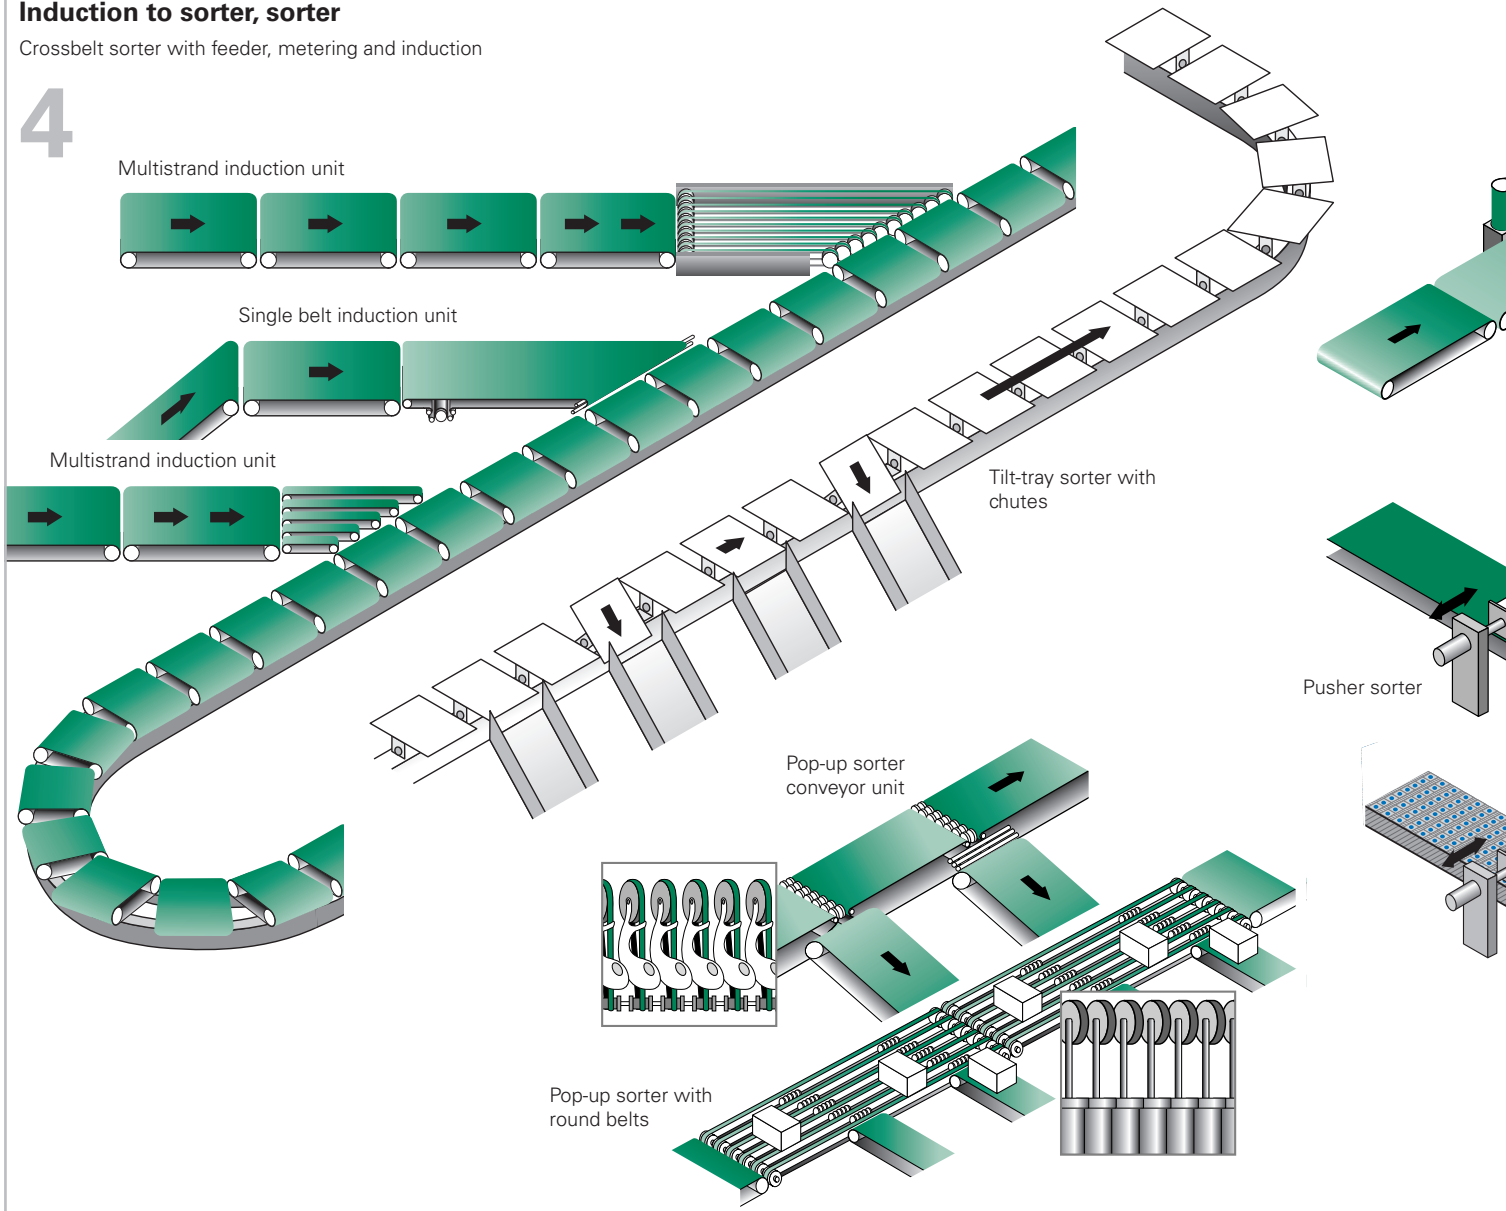 Induction to sorter, sorter
Crossbelt sorter with feeder, metering and induction
4
Multistrand induction unit
Single belt induction unit
Multistrand induction unit
Tilt-tray sorter with
chutes
Pusher sorter
Pop-up sorter
conveyor unit
Pop-up sorter with
round belts